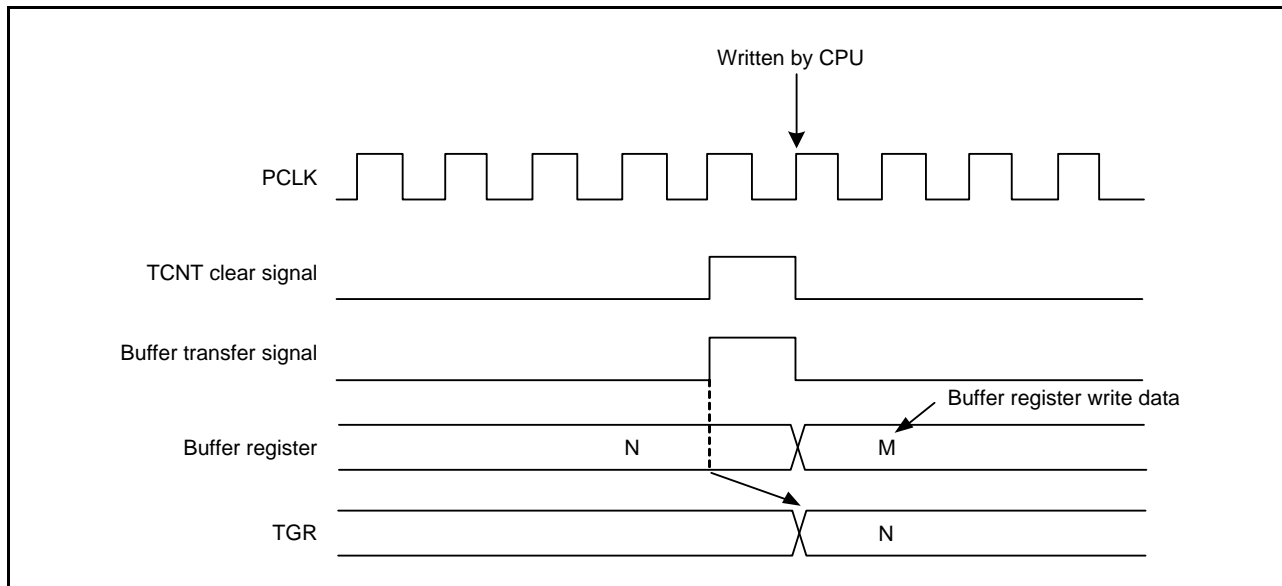 Written by CPU
PCLK
TCNT clear signal
Buffer transfer signal
Buffer register write data
Buffer register
N
M
TGR
N